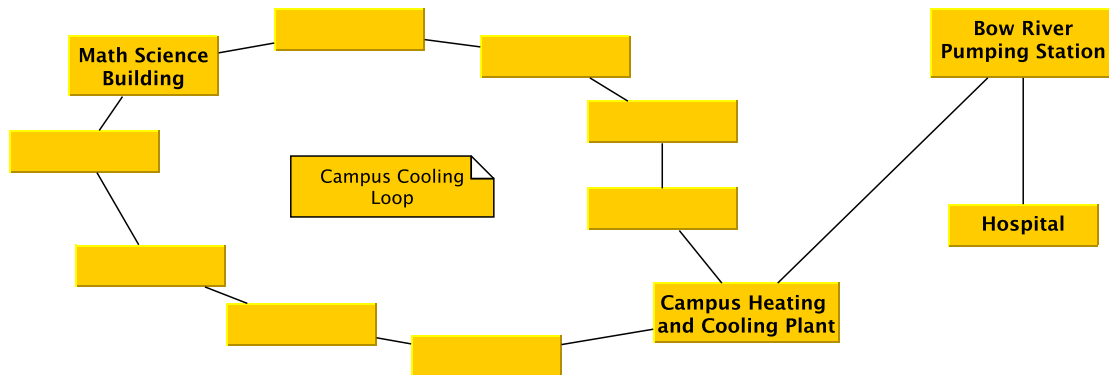 Math Science
Building
Bow River
Pumping Station
Campus Cooling
Loop
Hospital
Campus Heating
and Cooling Plant